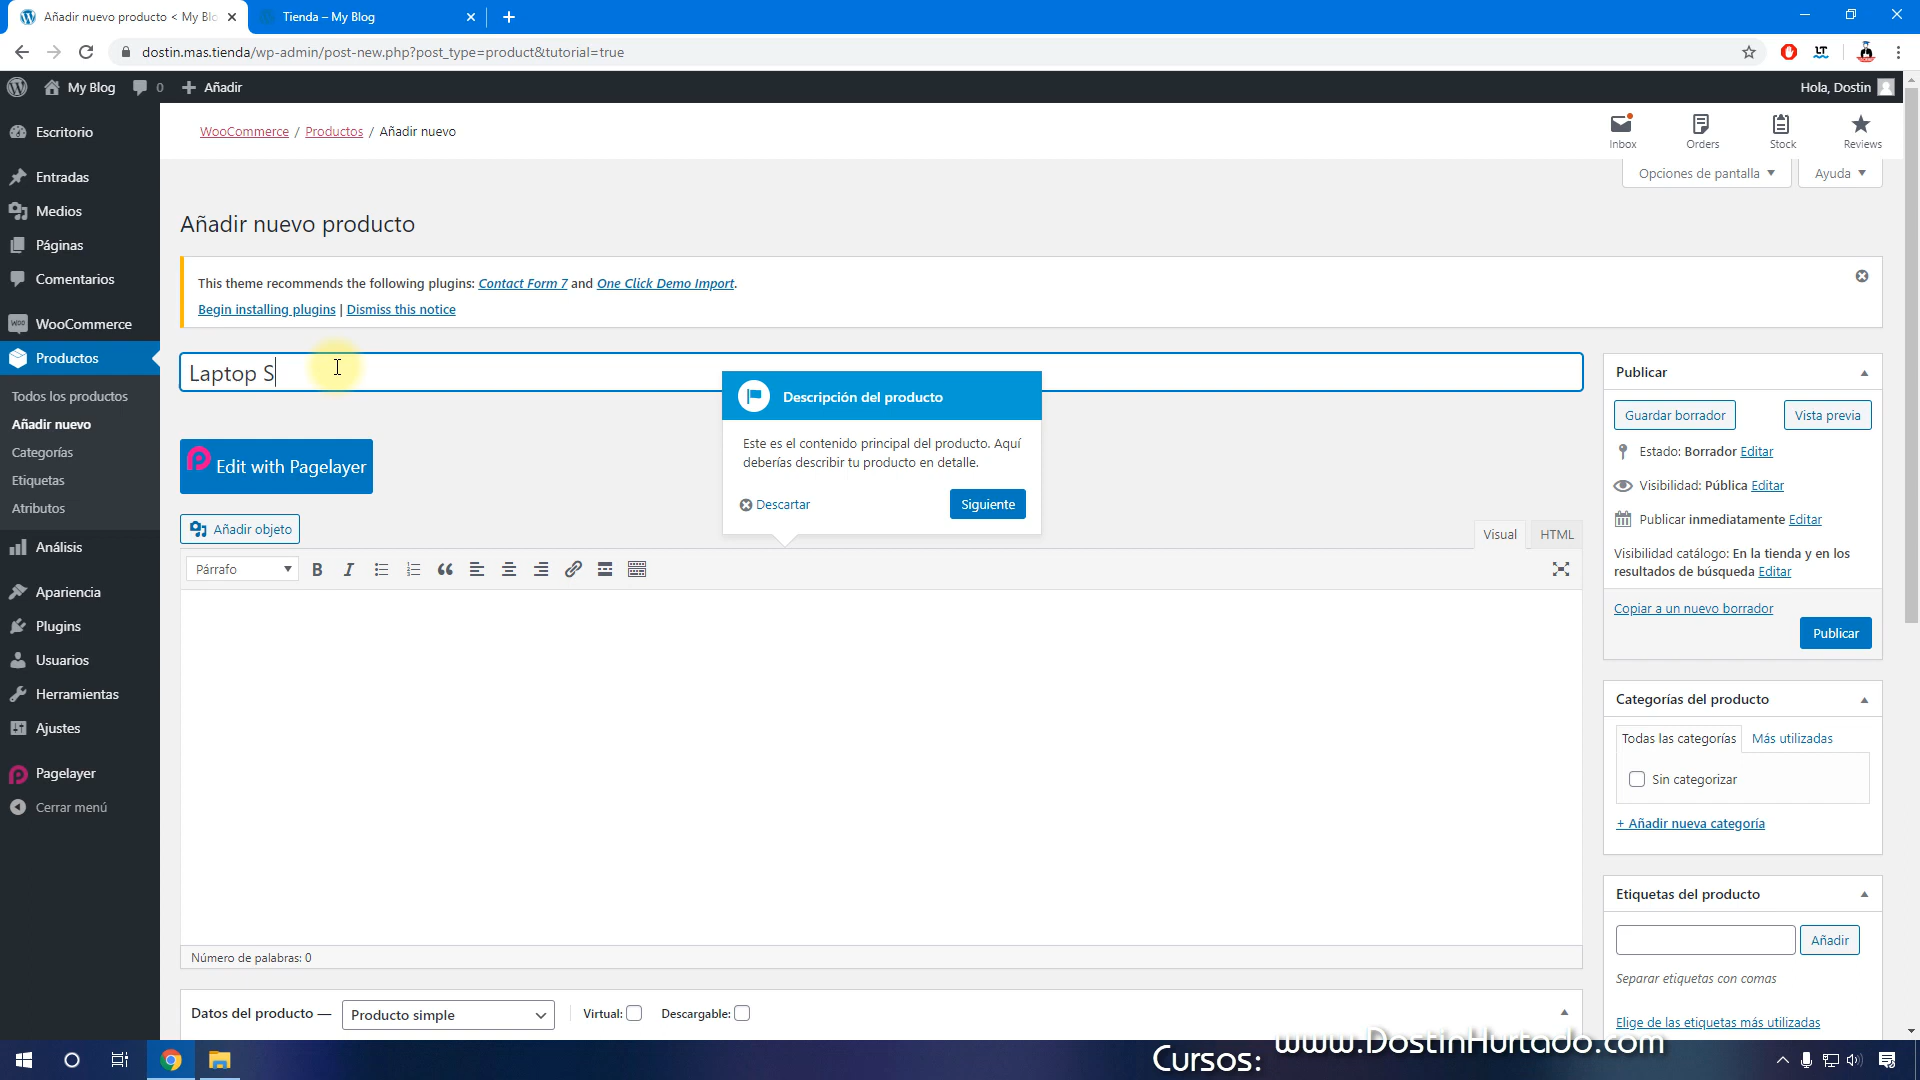 Añadir nuevo producto < My Blo
Tienda – My Blog
dostin.mas.tienda/wp-admin/post-new.php?post_type=product&tutorial=true
My Blog
0
Añadir
Hola, Dostin
Escritorio
Entradas
Medios
Páginas
Comentarios
WooCommerce
Productos
Todos los productos
Añadir nuevo
Categorías
Etiquetas
Atributos
Análisis
Apariencia
Plugins
Usuarios
Herramientas
Ajustes
Pagelayer
Cerrar menú
WooCommerce / Productos / Añadir nuevo
Inbox
Orders
Stock
Reviews
Opciones de pantalla
Ayuda
Añadir nuevo producto
This theme recommends the following plugins: Contact Form 7 and One Click Demo Import.
Begin installing plugins | Dismiss this notice
Laptop S
Descripción del producto
Este es el contenido principal del producto. Aquí
deberías describir tu producto en detalle.
Descartar
Siguiente
Edit with Pagelayer
Añadir objeto
Visual
HTML
Párrafo
Número de palabras: 0
Datos del producto —
Producto simple
Virtual:
Descargable:
Publicar
Guardar borrador
Vista previa
Estado: Borrador Editar
Visibilidad: Pública Editar
Publicar inmediatamente Editar
Visibilidad catálogo: En la tienda y en los
resultados de búsqueda Editar
Copiar a un nuevo borrador
Publicar
Categorías del producto
Todas las categorías
Más utilizadas
Sin categorizar
+ Añadir nueva categoría
Etiquetas del producto
Añadir
Separar etiquetas con comas
Elige de las etiquetas más utilizadas
Cursos: www.DostinHurtado.com